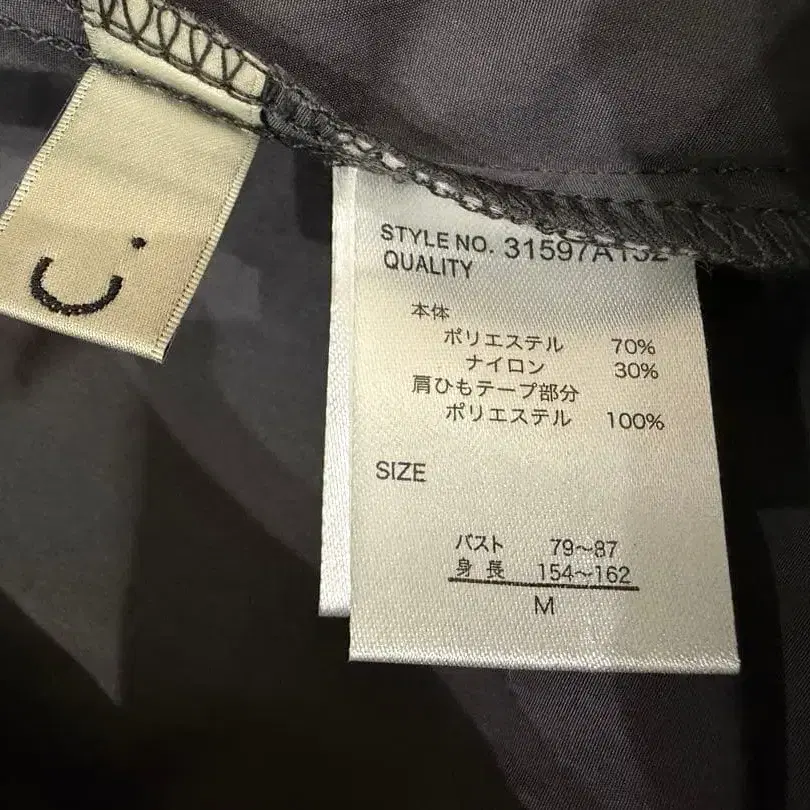 STYLE NO. 31597A132
QUALITY
本体
ポリエステル 70%
ナイロン 30%
肩ひもテープ部分
ポリエステル 100%
SIZE
バスト 79~87
身長 154~162
M